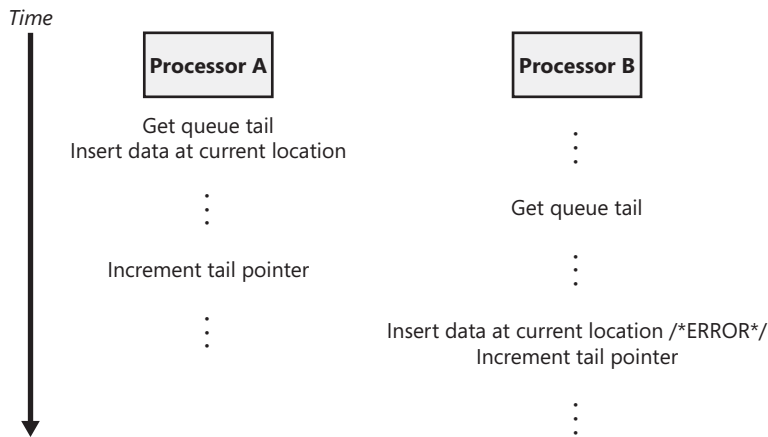 Time
Processor A
Processor B
Get queue tail
Insert data at current location
Get queue tail
Increment tail pointer
Insert data at current location /*ERROR*/
Increment tail pointer